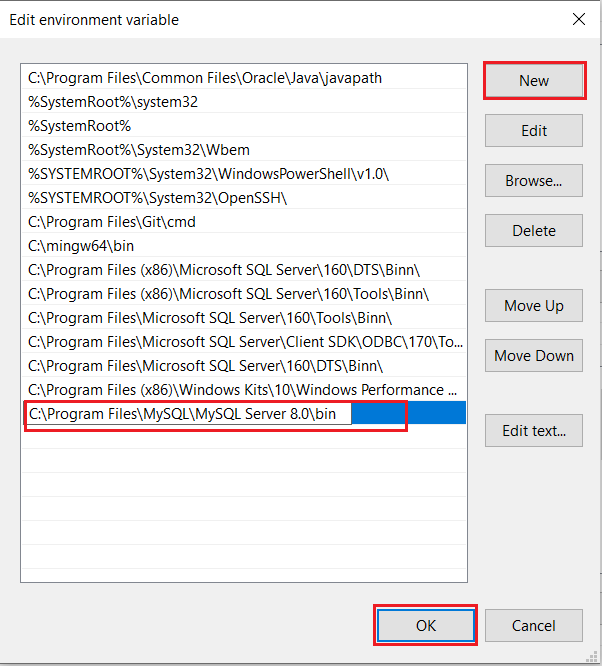 Edit environment variable
C:\Program Files\Common Files\Oracle\Java\javapath
%SystemRoot%\system32
%SystemRoot%
%SystemRoot%\System32\Wbem
%SYSTEMROOT%\System32\WindowsPowerShell\v1.0\
%SYSTEMROOT%\System32\OpenSSH\
C:\Program Files\Git\cmd
C:\mingw64\bin
C:\Program Files (x86)\Microsoft SQL Server\160\DTS\Binn\
C:\Program Files (x86)\Microsoft SQL Server\160\Tools\Binn\
C:\Program Files\Microsoft SQL Server\160\Tools\Binn\
C:\Program Files\Microsoft SQL Server\Client SDK\ODBC\170\To...
C:\Program Files\Microsoft SQL Server\160\DTS\Binn\
C:\Program Files (x86)\Windows Kits\10\Windows Performance ...
C:\Program Files\MySQL\MySQL Server 8.0\bin
New
Edit
Browse...
Delete
Move Up
Move Down
Edit text...
OK
Cancel